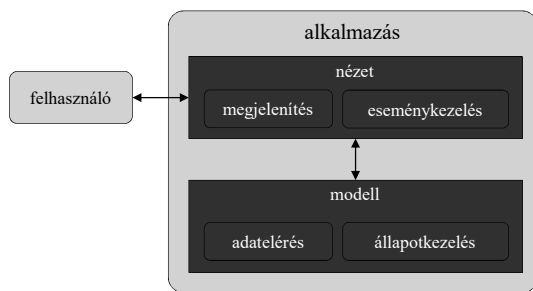 alkalmazás
nézet
felhasználó
megjelenítés
eseménykezelés
modell
adatelérés
állapotkezelés